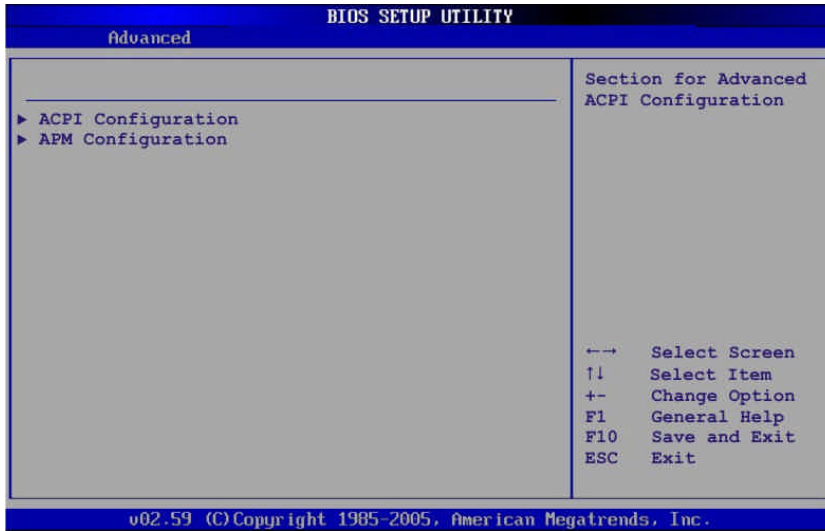 BIOS SETUP UTILITY
Advanced
▶ ACPI Configuration
▶ APM Configuration
Section for Advanced
ACPI Configuration
←→ Select Screen
↑↓ Select Item
+- Change Option
F1 General Help
F10 Save and Exit
ESC Exit
v02.59 (C)Copyright 1985-2005, American Megatrends, Inc.